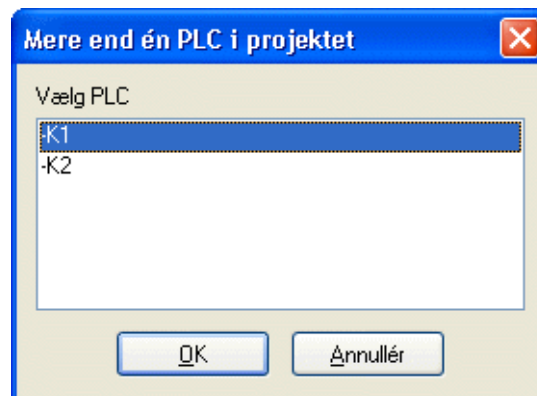 Mere end én PLC i projektet
Vælg PLC
-K1
-K2
OK
Annullér